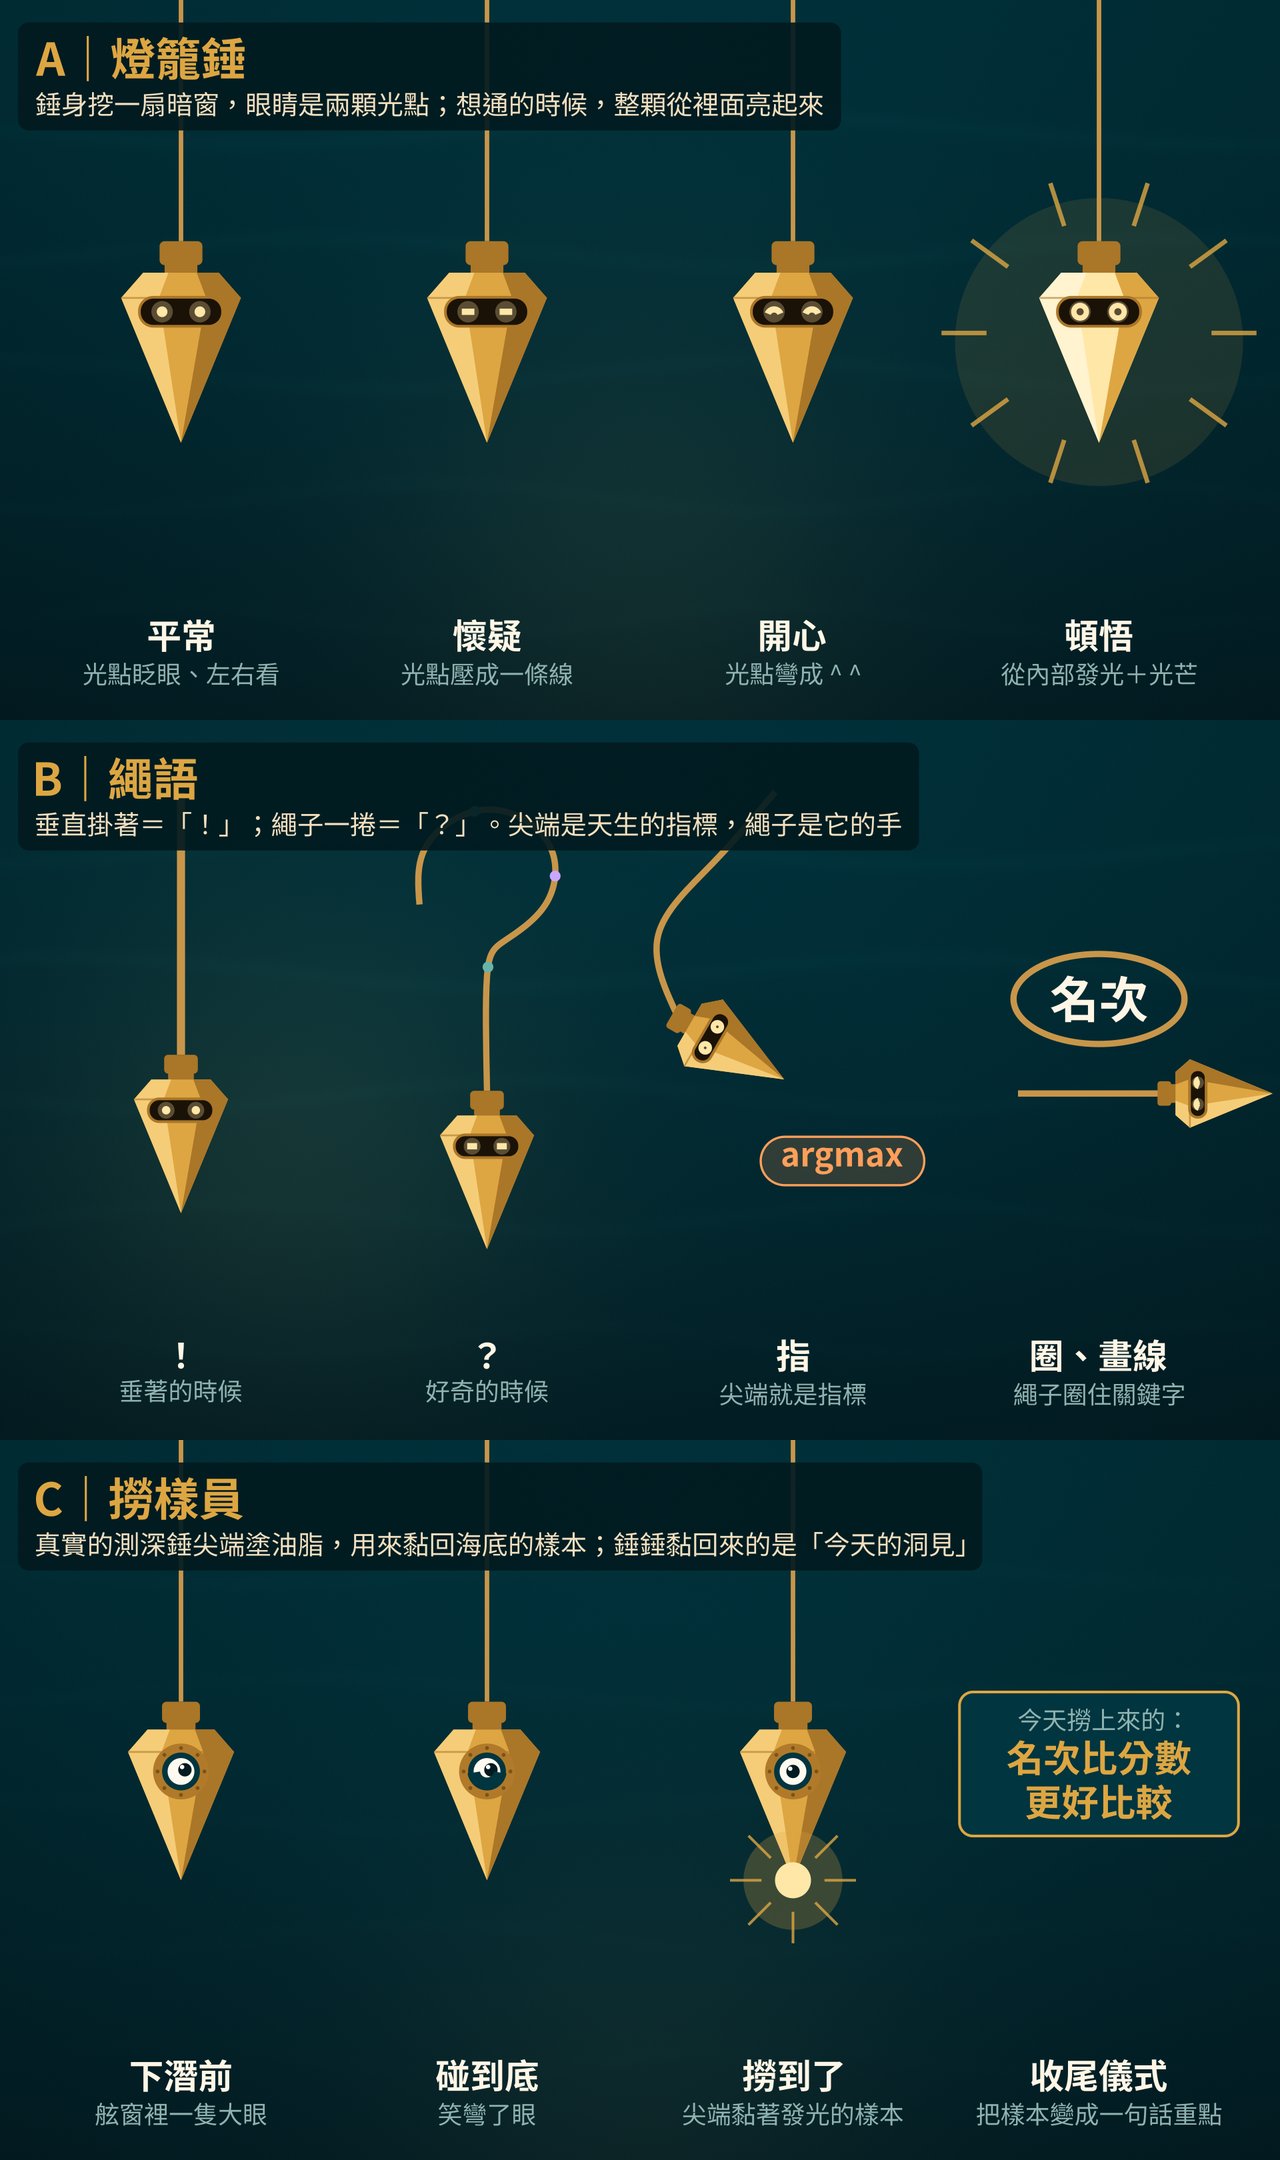 A｜燈籠錘
錘身挖一扇暗窗，眼睛是兩顆光點；想通的時候，整顆從裡面亮起來
平常
光點眨眼、左右看
懷疑
光點壓成一條線
開心
光點彎成 ^ ^
頓悟
從內部發光＋光芒
B｜繩語
垂直掛著＝「！」；繩子一捲＝「？」。尖端是天生的指標，繩子是它的手
名次
argmax
！
垂著的時候
？
好奇的時候
指
尖端就是指標
圈、畫線
繩子圈住關鍵字
C｜撈樣員
真實的測深錘尖端塗油脂，用來黏回海底的樣本；錘錘黏回來的是「今天的洞見」
今天撈上來的：
名次比分數
更好比較
下潛前
舷窗裡一隻大眼
碰到底
笑彎了眼
撈到了
尖端黏著發光的樣本
收尾儀式
把樣本變成一句話重點